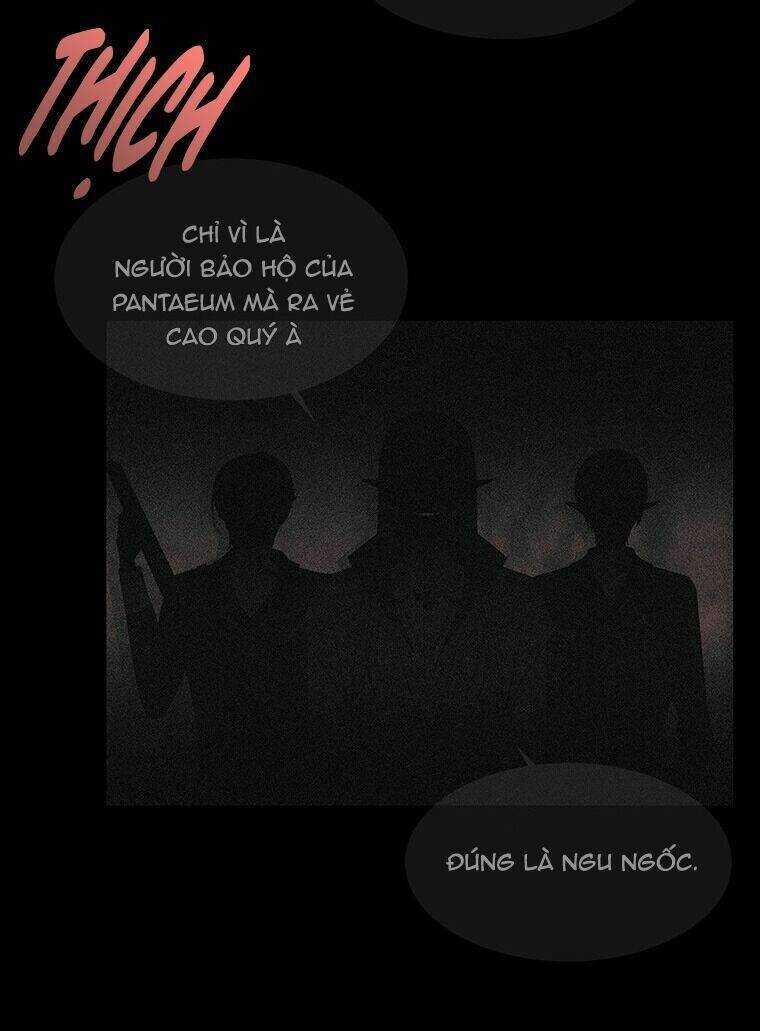 THỊCH
CHỈ VÌ LÀ
NGƯỜI BẢO HỘ CỦA
PANTAEUM MÀ RA VẺ
CAO QUÝ À
ĐÚNG LÀ NGU NGỐC.